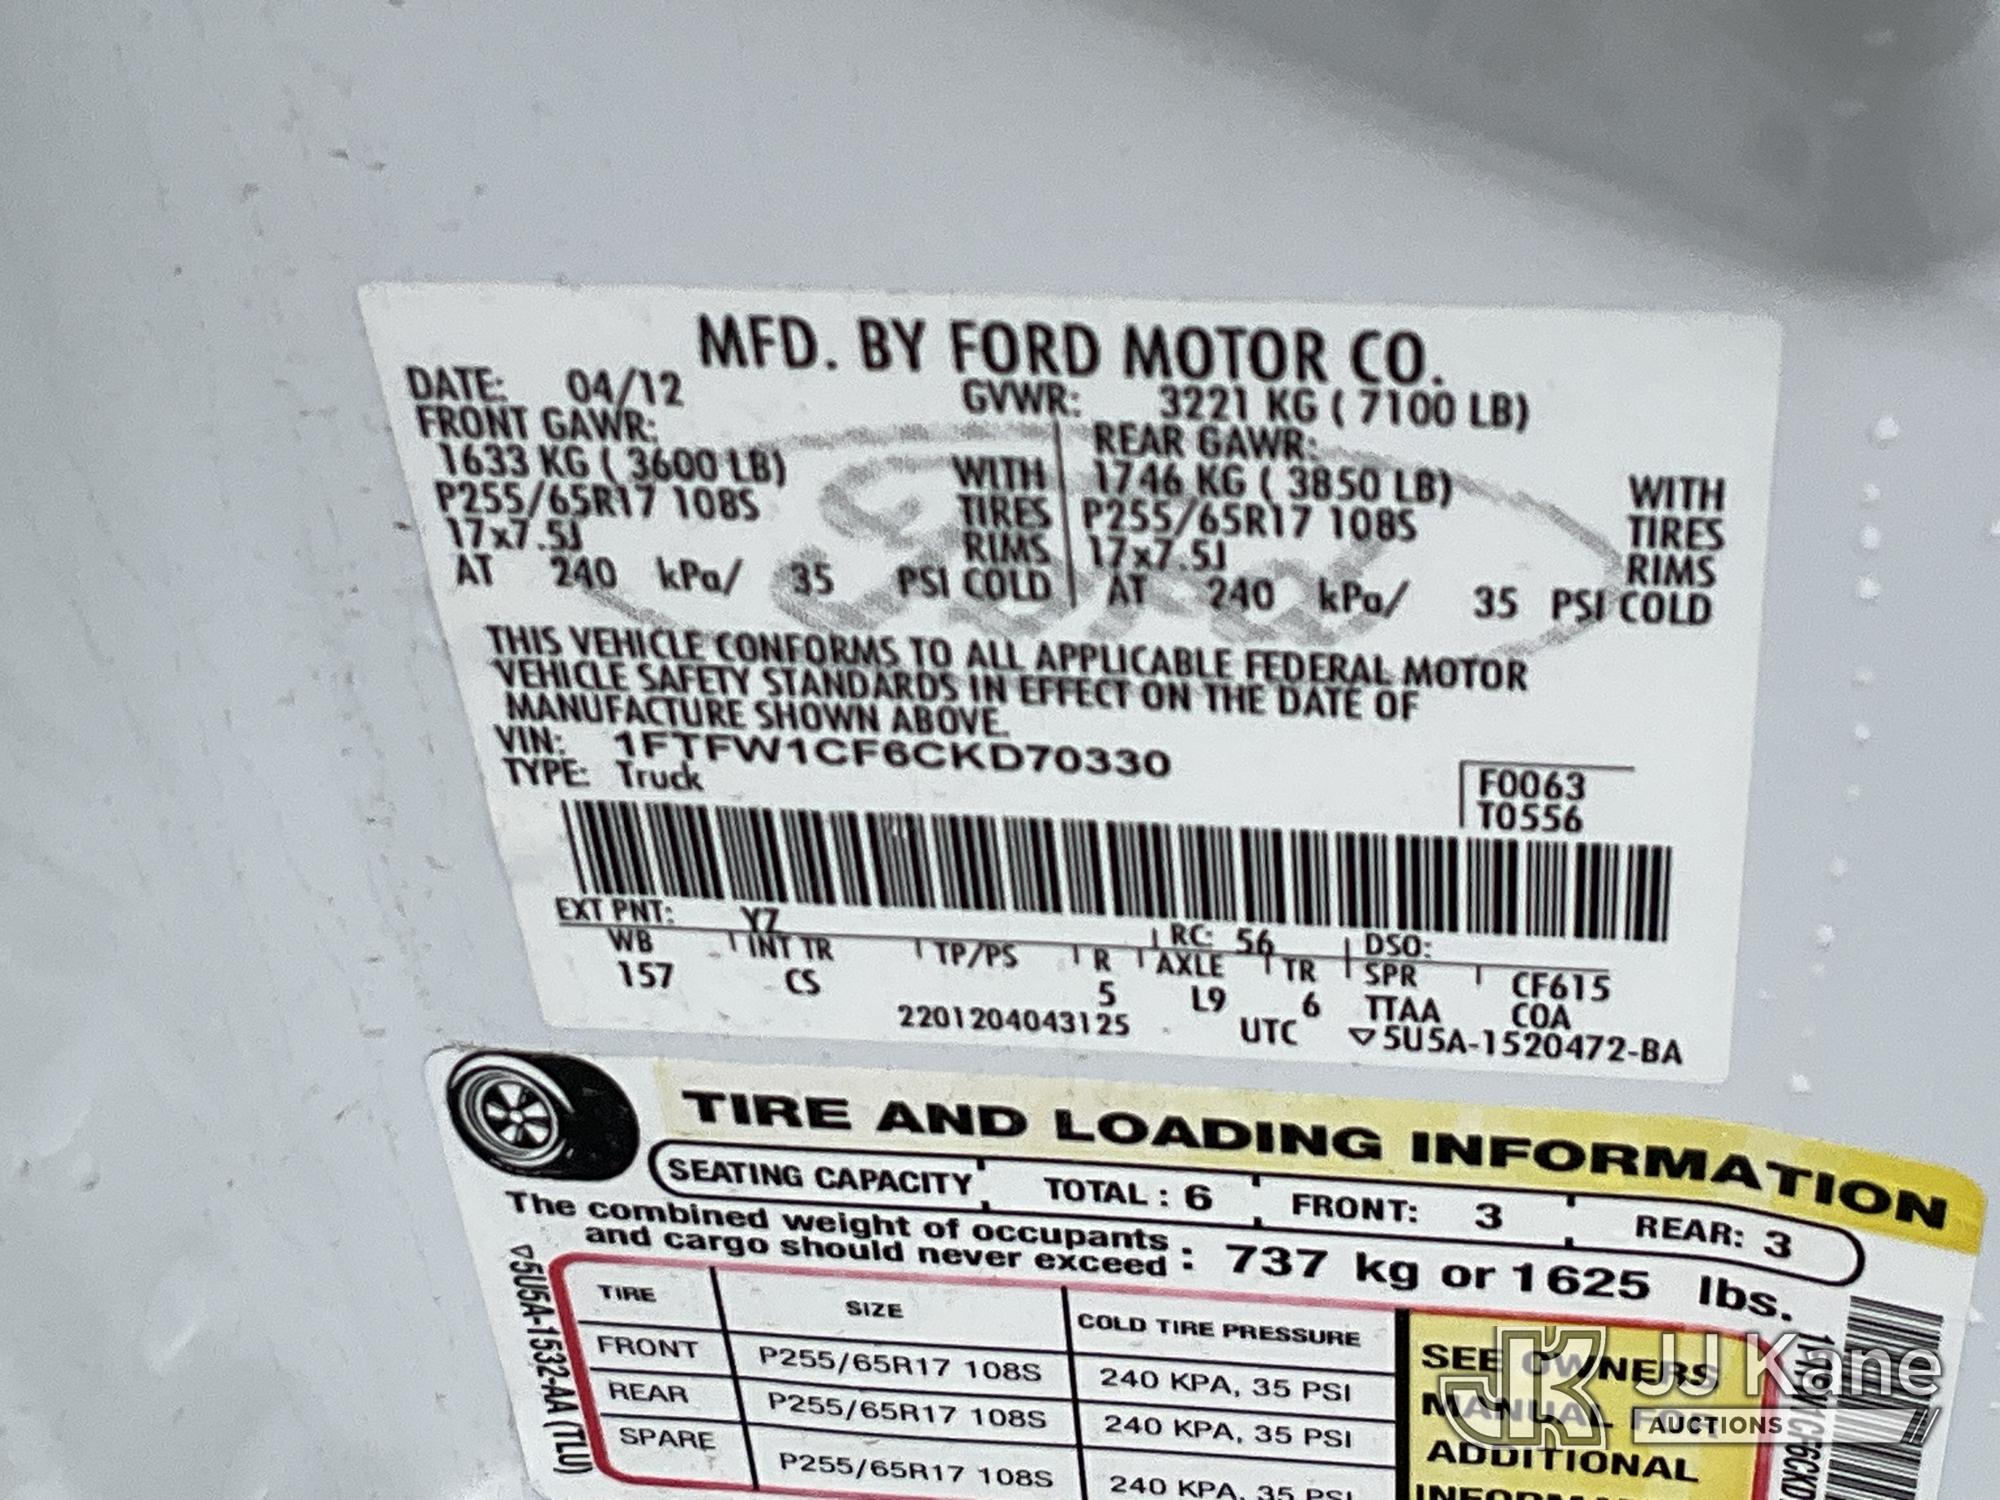 MFD. BY FORD MOTOR CO.
DATE: 04/12 GVWR: 3221 KG ( 7100 LB)
FRONT GAWR: REAR GAWR:
1633 KG ( 3600 LB) WITH 1746 KG ( 3850 LB) WITH
P255/65R17 108S TIRES P255/65R17 108S TIRES
17x7.5J RIMS 17x7.5J RIMS
AT 240 kPa/ 35 PSI COLD AT 240 kPa/ 35 PSI COLD
Ford
THIS VEHICLE CONFORMS TO ALL APPLICABLE FEDERAL MOTOR
VEHICLE SAFETY STANDARDS IN EFFECT ON THE DATE OF
MANUFACTURE SHOWN ABOVE.
VIN: 1FTFW1CF6CKD70330
TYPE: Truck
F0063
T0556
EXT PNT: YZ RC: 56 DSO:
WB INT TR TP/PS R AXLE TR SPR CF615
157 CS 5 L9 6 TTAA COA
2201204043125 UTC ▽5U5A-1520472-BA
TIRE AND LOADING INFORMATION
SEATING CAPACITY TOTAL : 6 FRONT: 3 REAR: 3
The combined weight of occupants
and cargo should never exceed : 737 kg or 1625 lbs.
TIRE SIZE COLD TIRE PRESSURE
FRONT P255/65R17 108S 240 KPA, 35 PSI
REAR P255/65R17 108S 240 KPA, 35 PSI
SPARE P255/65R17 108S 240 KPA, 35 PSI
SEE OWNERS
MANUAL FOR
ADDITIONAL
▽5U5A-1532-AA (TLU)
JK JJ Kane
AUCTIONS